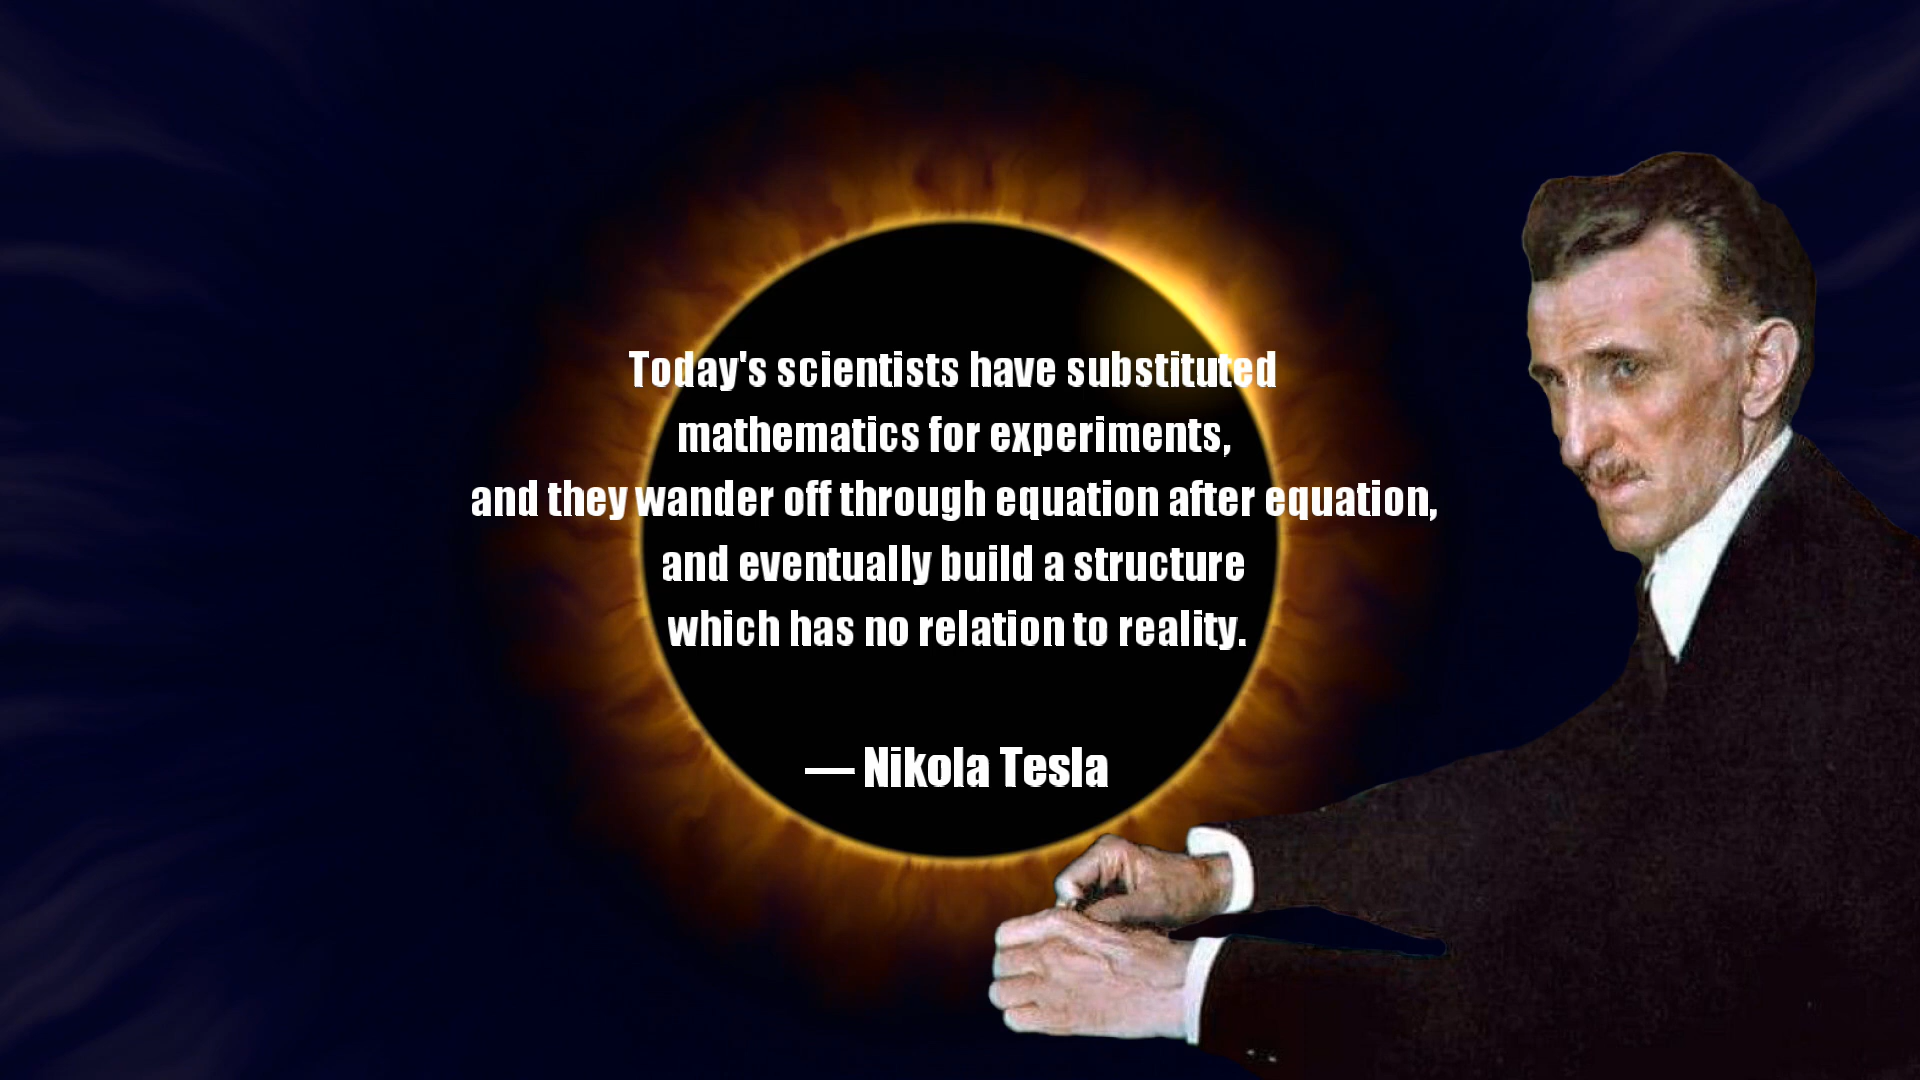 Today's scientists have substituted
mathematics for experiments,
and they wander off through equation after equation,
and eventually build a structure
which has no relation to reality.
— Nikola Tesla